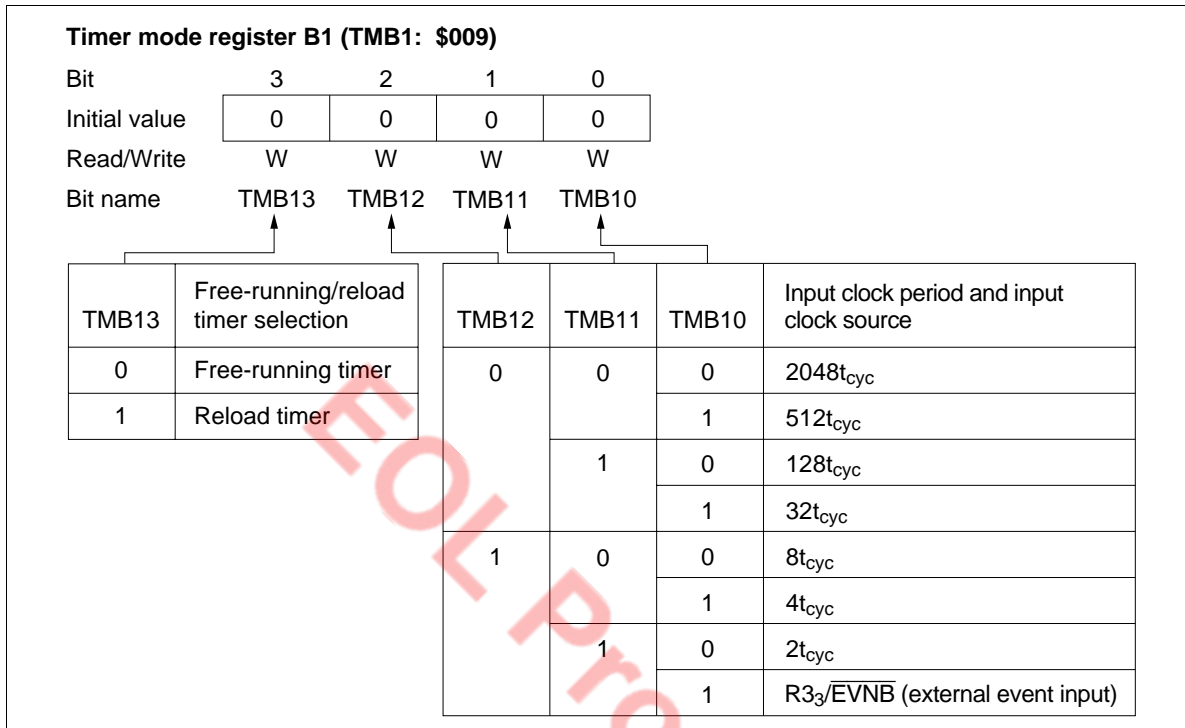 Timer mode register B1 (TMB1: $009)
Bit 3 2 1 0
Initial value 0 0 0 0
Read/Write W W W W
Bit name TMB13 TMB12 TMB11 TMB10
TMB13 Free-running/reload timer selection
0 Free-running timer
1 Reload timer
TMB12 TMB11 TMB10 Input clock period and input clock source
0 0 0 2048tcyc
1 512tcyc
1 0 128tcyc
1 32tcyc
1 0 0 8tcyc
1 4tcyc
1 0 2tcyc
1 R33/E̅V̅N̅B̅ (external event input)
EOL Pro